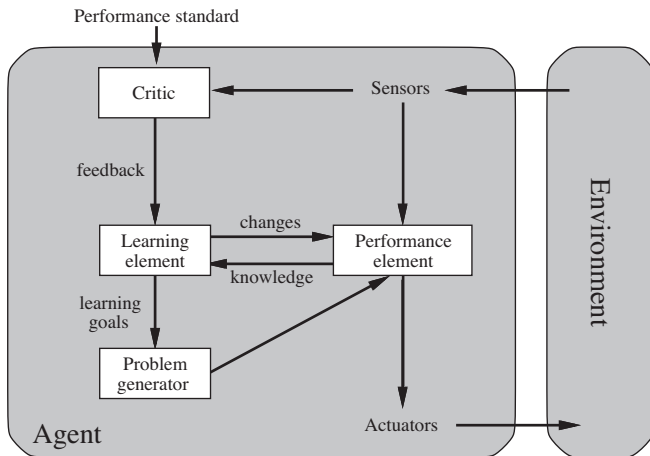 Performance standard
Critic
Sensors
feedback
changes
Learning
element
Performance
element
knowledge
learning
goals
Problem
generator
Actuators
Agent
Environment